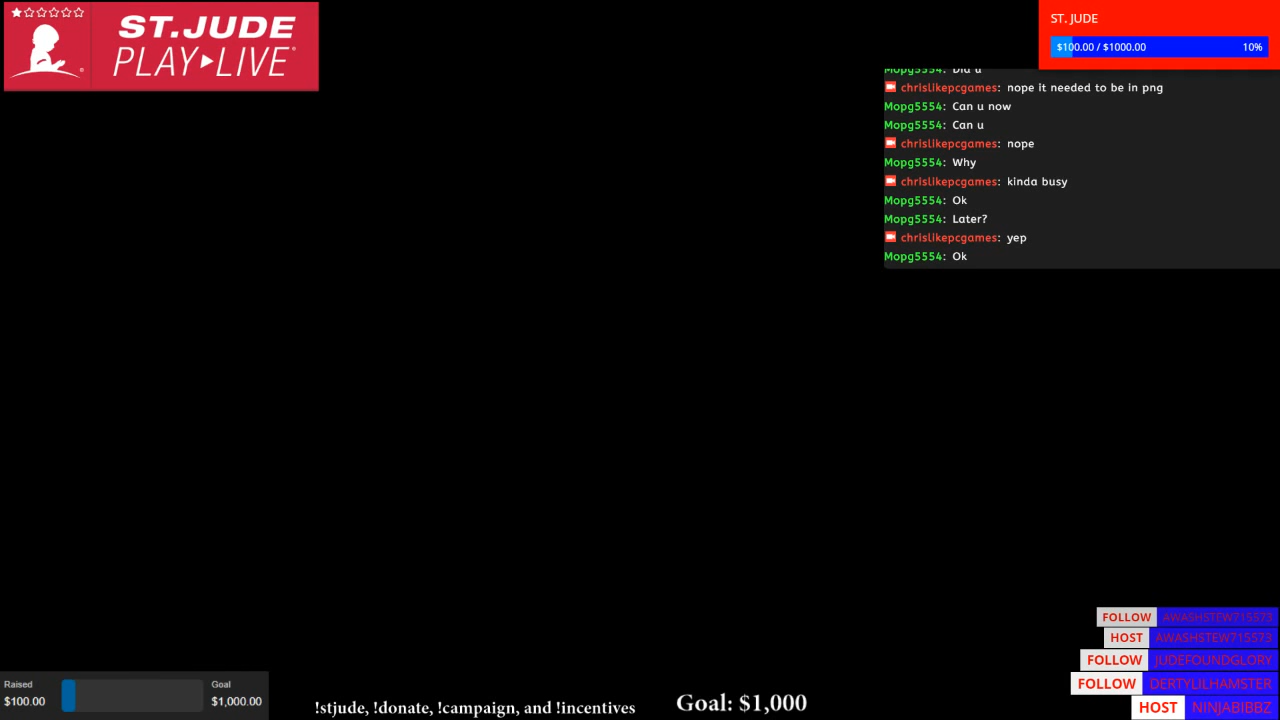 ST.JUDE
PLAY LIVE®
ST. JUDE
$100.00 / $1000.00 10%
Mopg5554: Did u
chrislikepcgames: nope it needed to be in png
Mopg5554: Can u now
Mopg5554: Can u
chrislikepcgames: nope
Mopg5554: Why
chrislikepcgames: kinda busy
Mopg5554: Ok
Mopg5554: Later?
chrislikepcgames: yep
Mopg5554: Ok
FOLLOW AWASHSTEW715573
HOST AWASHSTEW715573
FOLLOW JUDEFOUNDGLORY
FOLLOW DERTYLILHAMSTER
HOST NINJABIBBZ
Raised Goal
$100.00 $1,000.00
!stjude, !donate, !campaign, and !incentives
Goal: $1,000